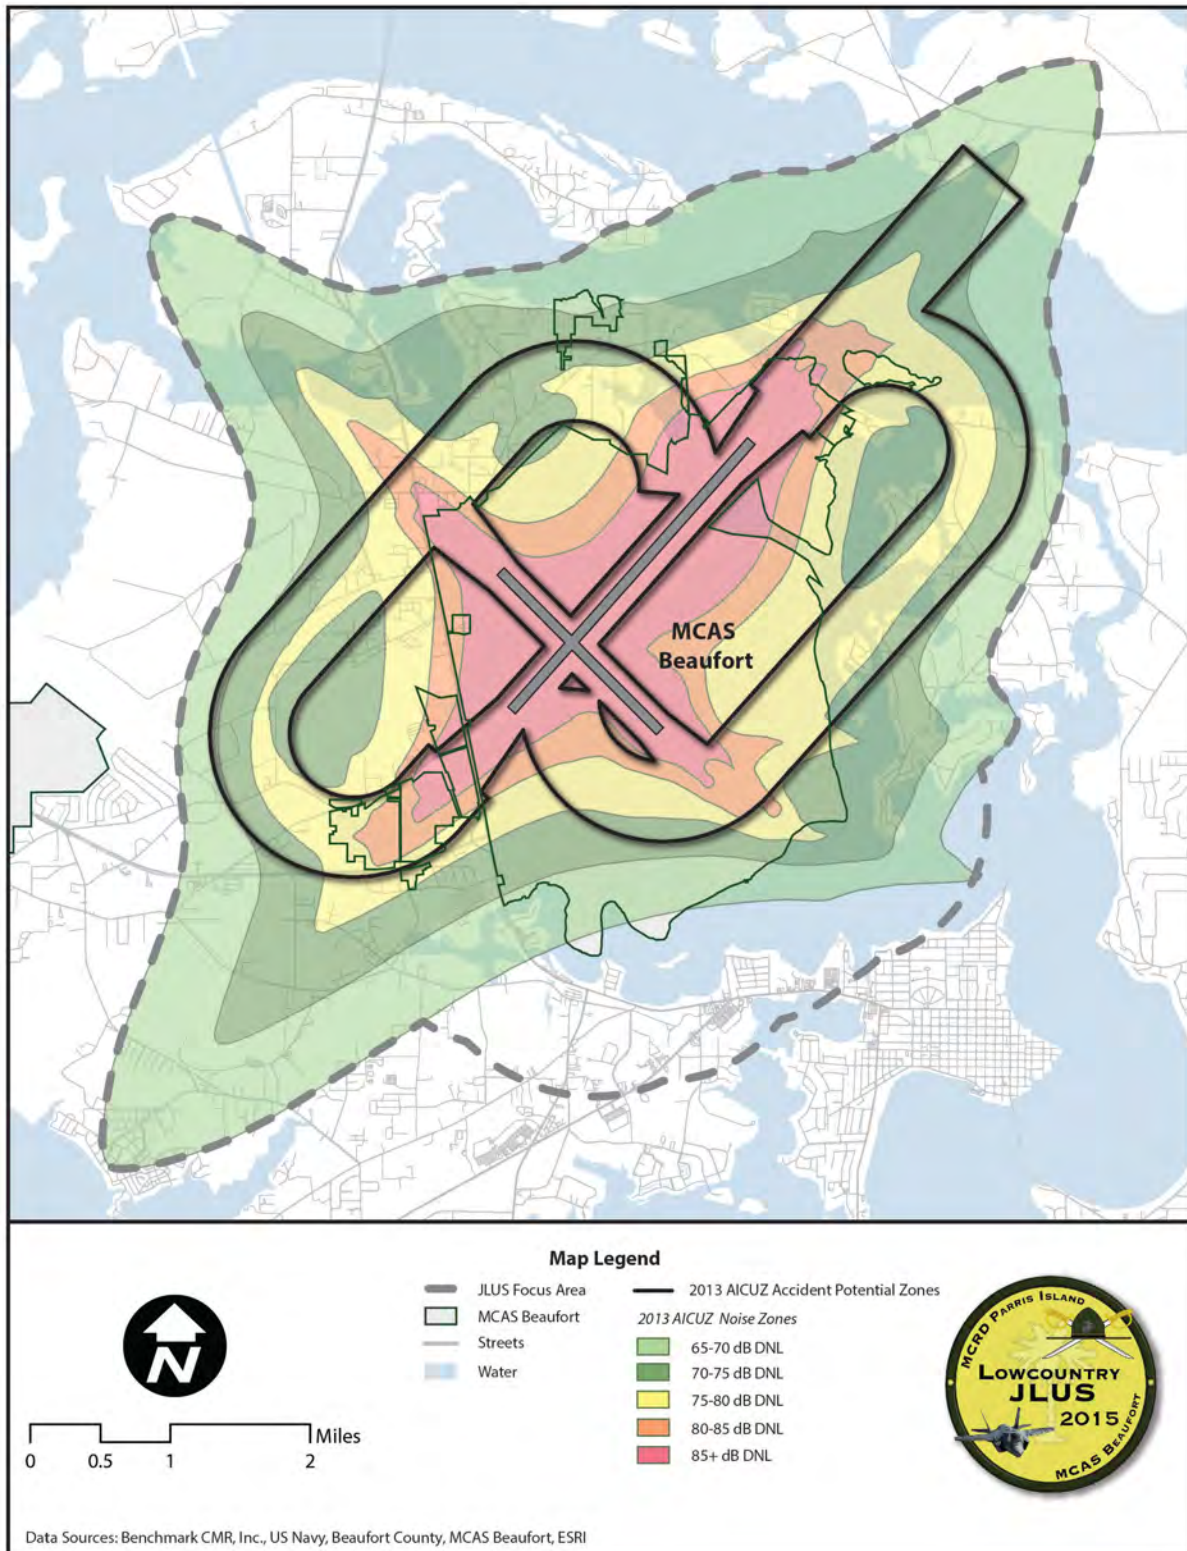 MCAS
Beaufort
Map Legend
JLUS Focus Area
MCAS Beaufort
Streets
Water
2013 AICUZ Accident Potential Zones
2013 AICUZ Noise Zones
65-70 dB DNL
70-75 dB DNL
75-80 dB DNL
80-85 dB DNL
85+ dB DNL
N
Miles
0 0.5 1 2
MCRD PARRIS ISLAND
LOWCOUNTRY
JLUS
2015
MCAS BEAUFORT
Data Sources: Benchmark CMR, Inc., US Navy, Beaufort County, MCAS Beaufort, ESRI